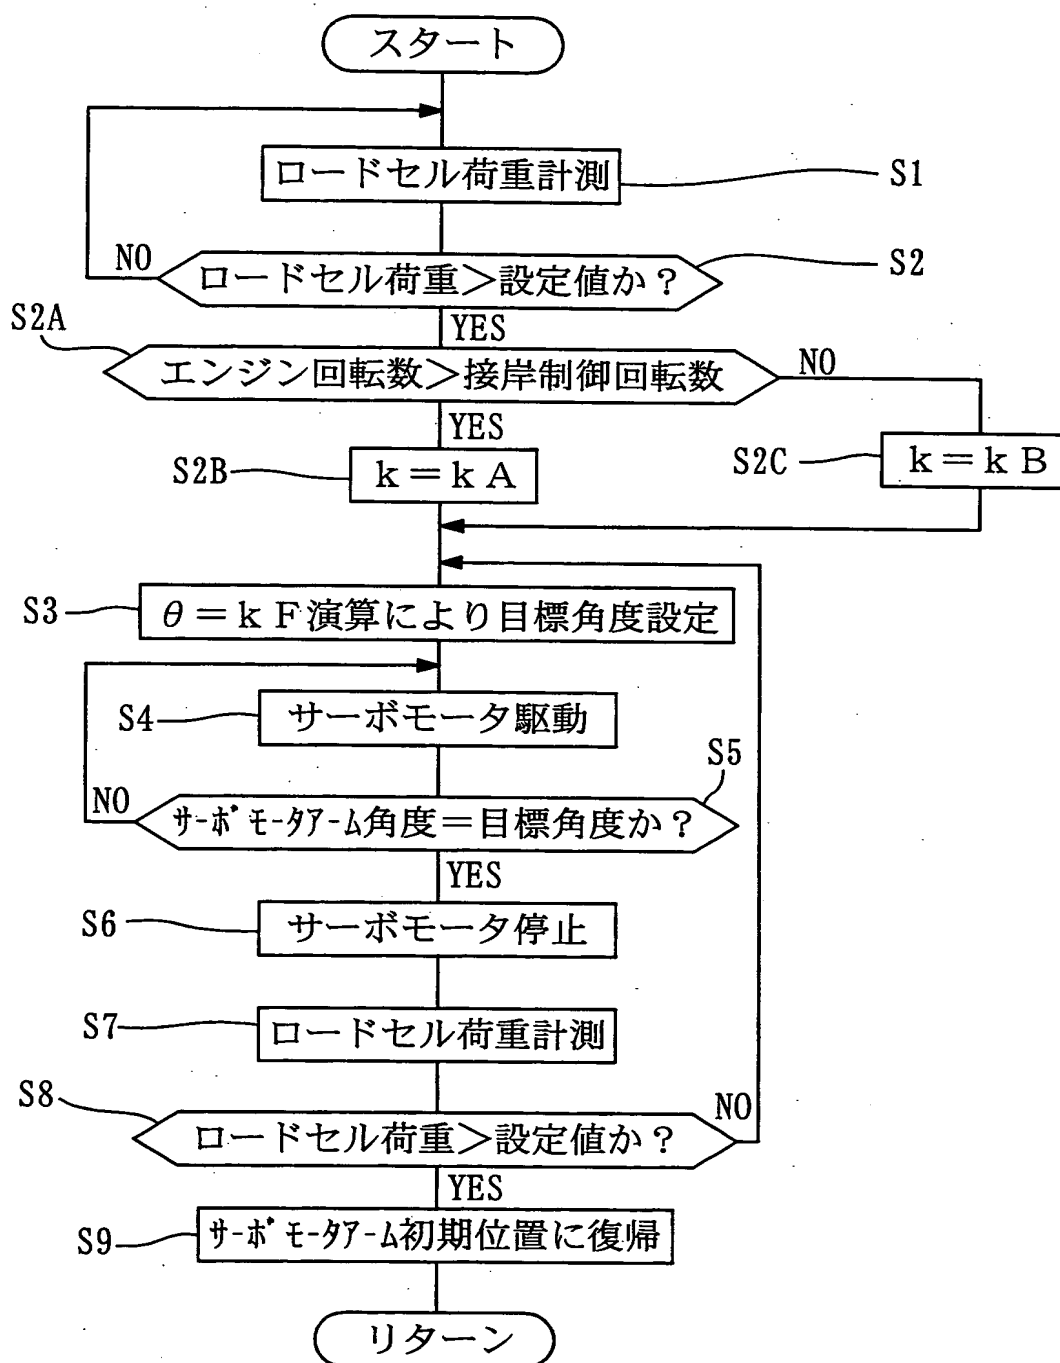 スタート
ロードセル荷重計測
S1
NO
ロードセル荷重>設定値か?
S2
YES
S2A
エンジン回転数>接岸制御回転数
NO
YES
S2B
k=kA
S2C
k=kB
S3
θ=kF演算により目標角度設定
S4
サーボモータ駆動
S5
NO
サーボモータアーム角度=目標角度か?
YES
S6
サーボモータ停止
S7
ロードセル荷重計測
S8
ロードセル荷重>設定値か?
NO
YES
S9
サーボモータアーム初期位置に復帰
リターン